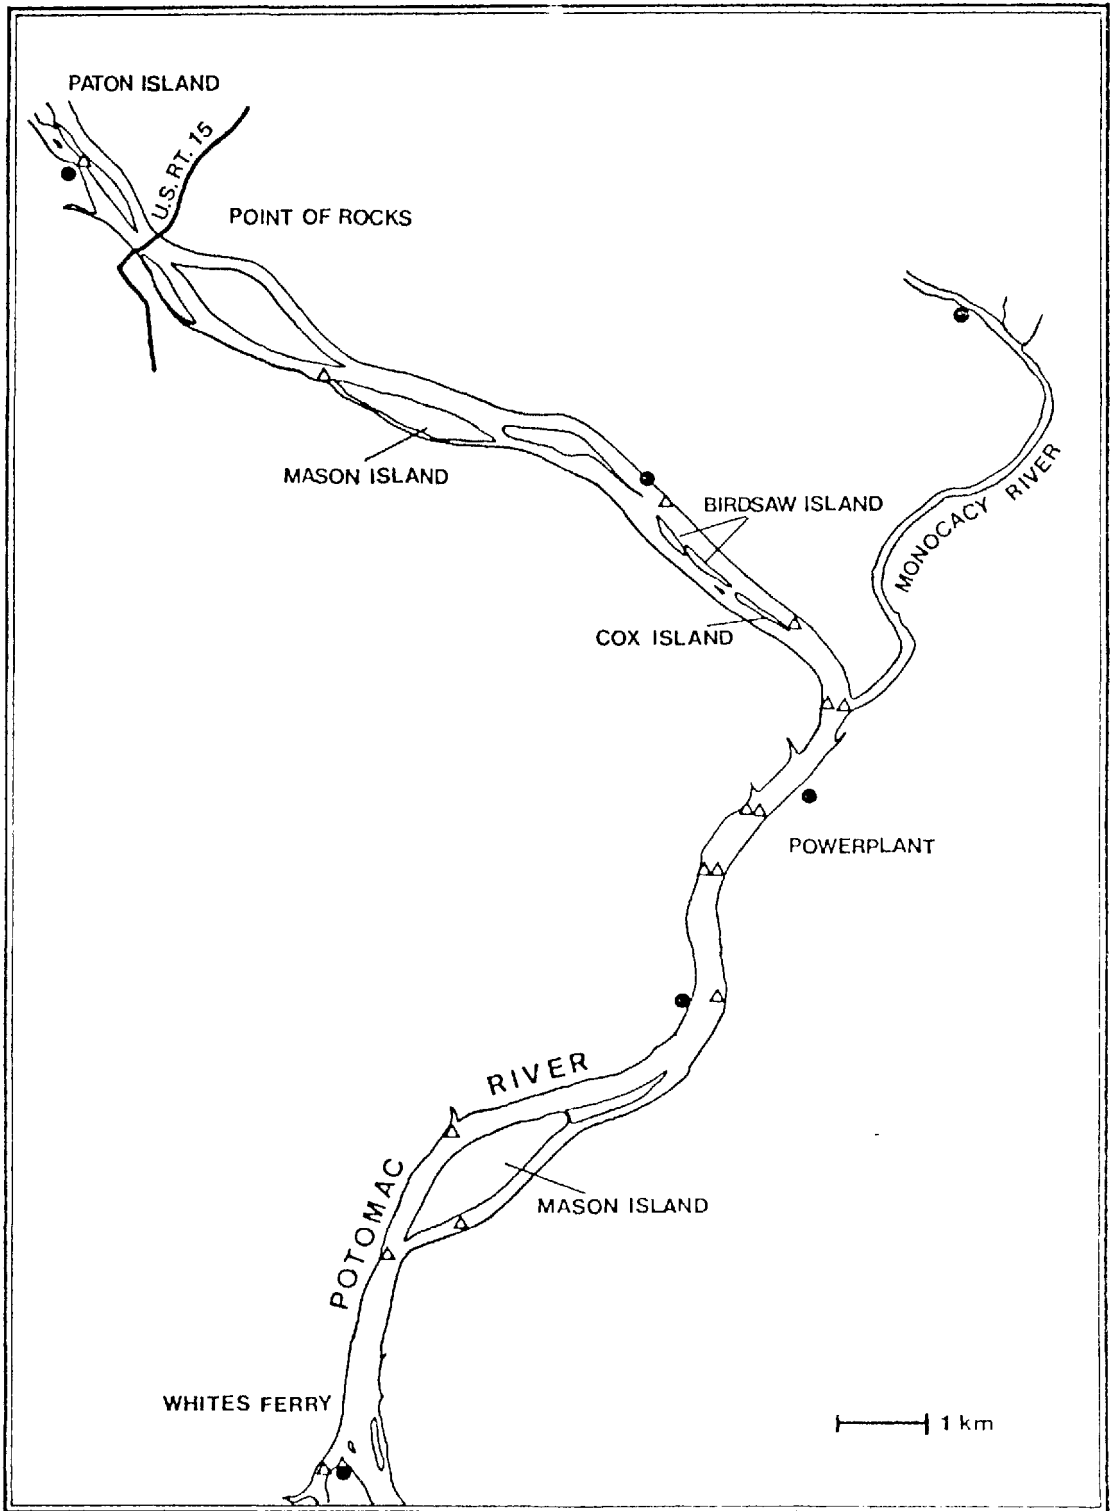 PATON ISLAND
U.S. RT. 15
POINT OF ROCKS
MASON ISLAND
BIRDSAW ISLAND
MONOCACY RIVER
COX ISLAND
POWERPLANT
POTOMAC RIVER
MASON ISLAND
WHITES FERRY
1 km